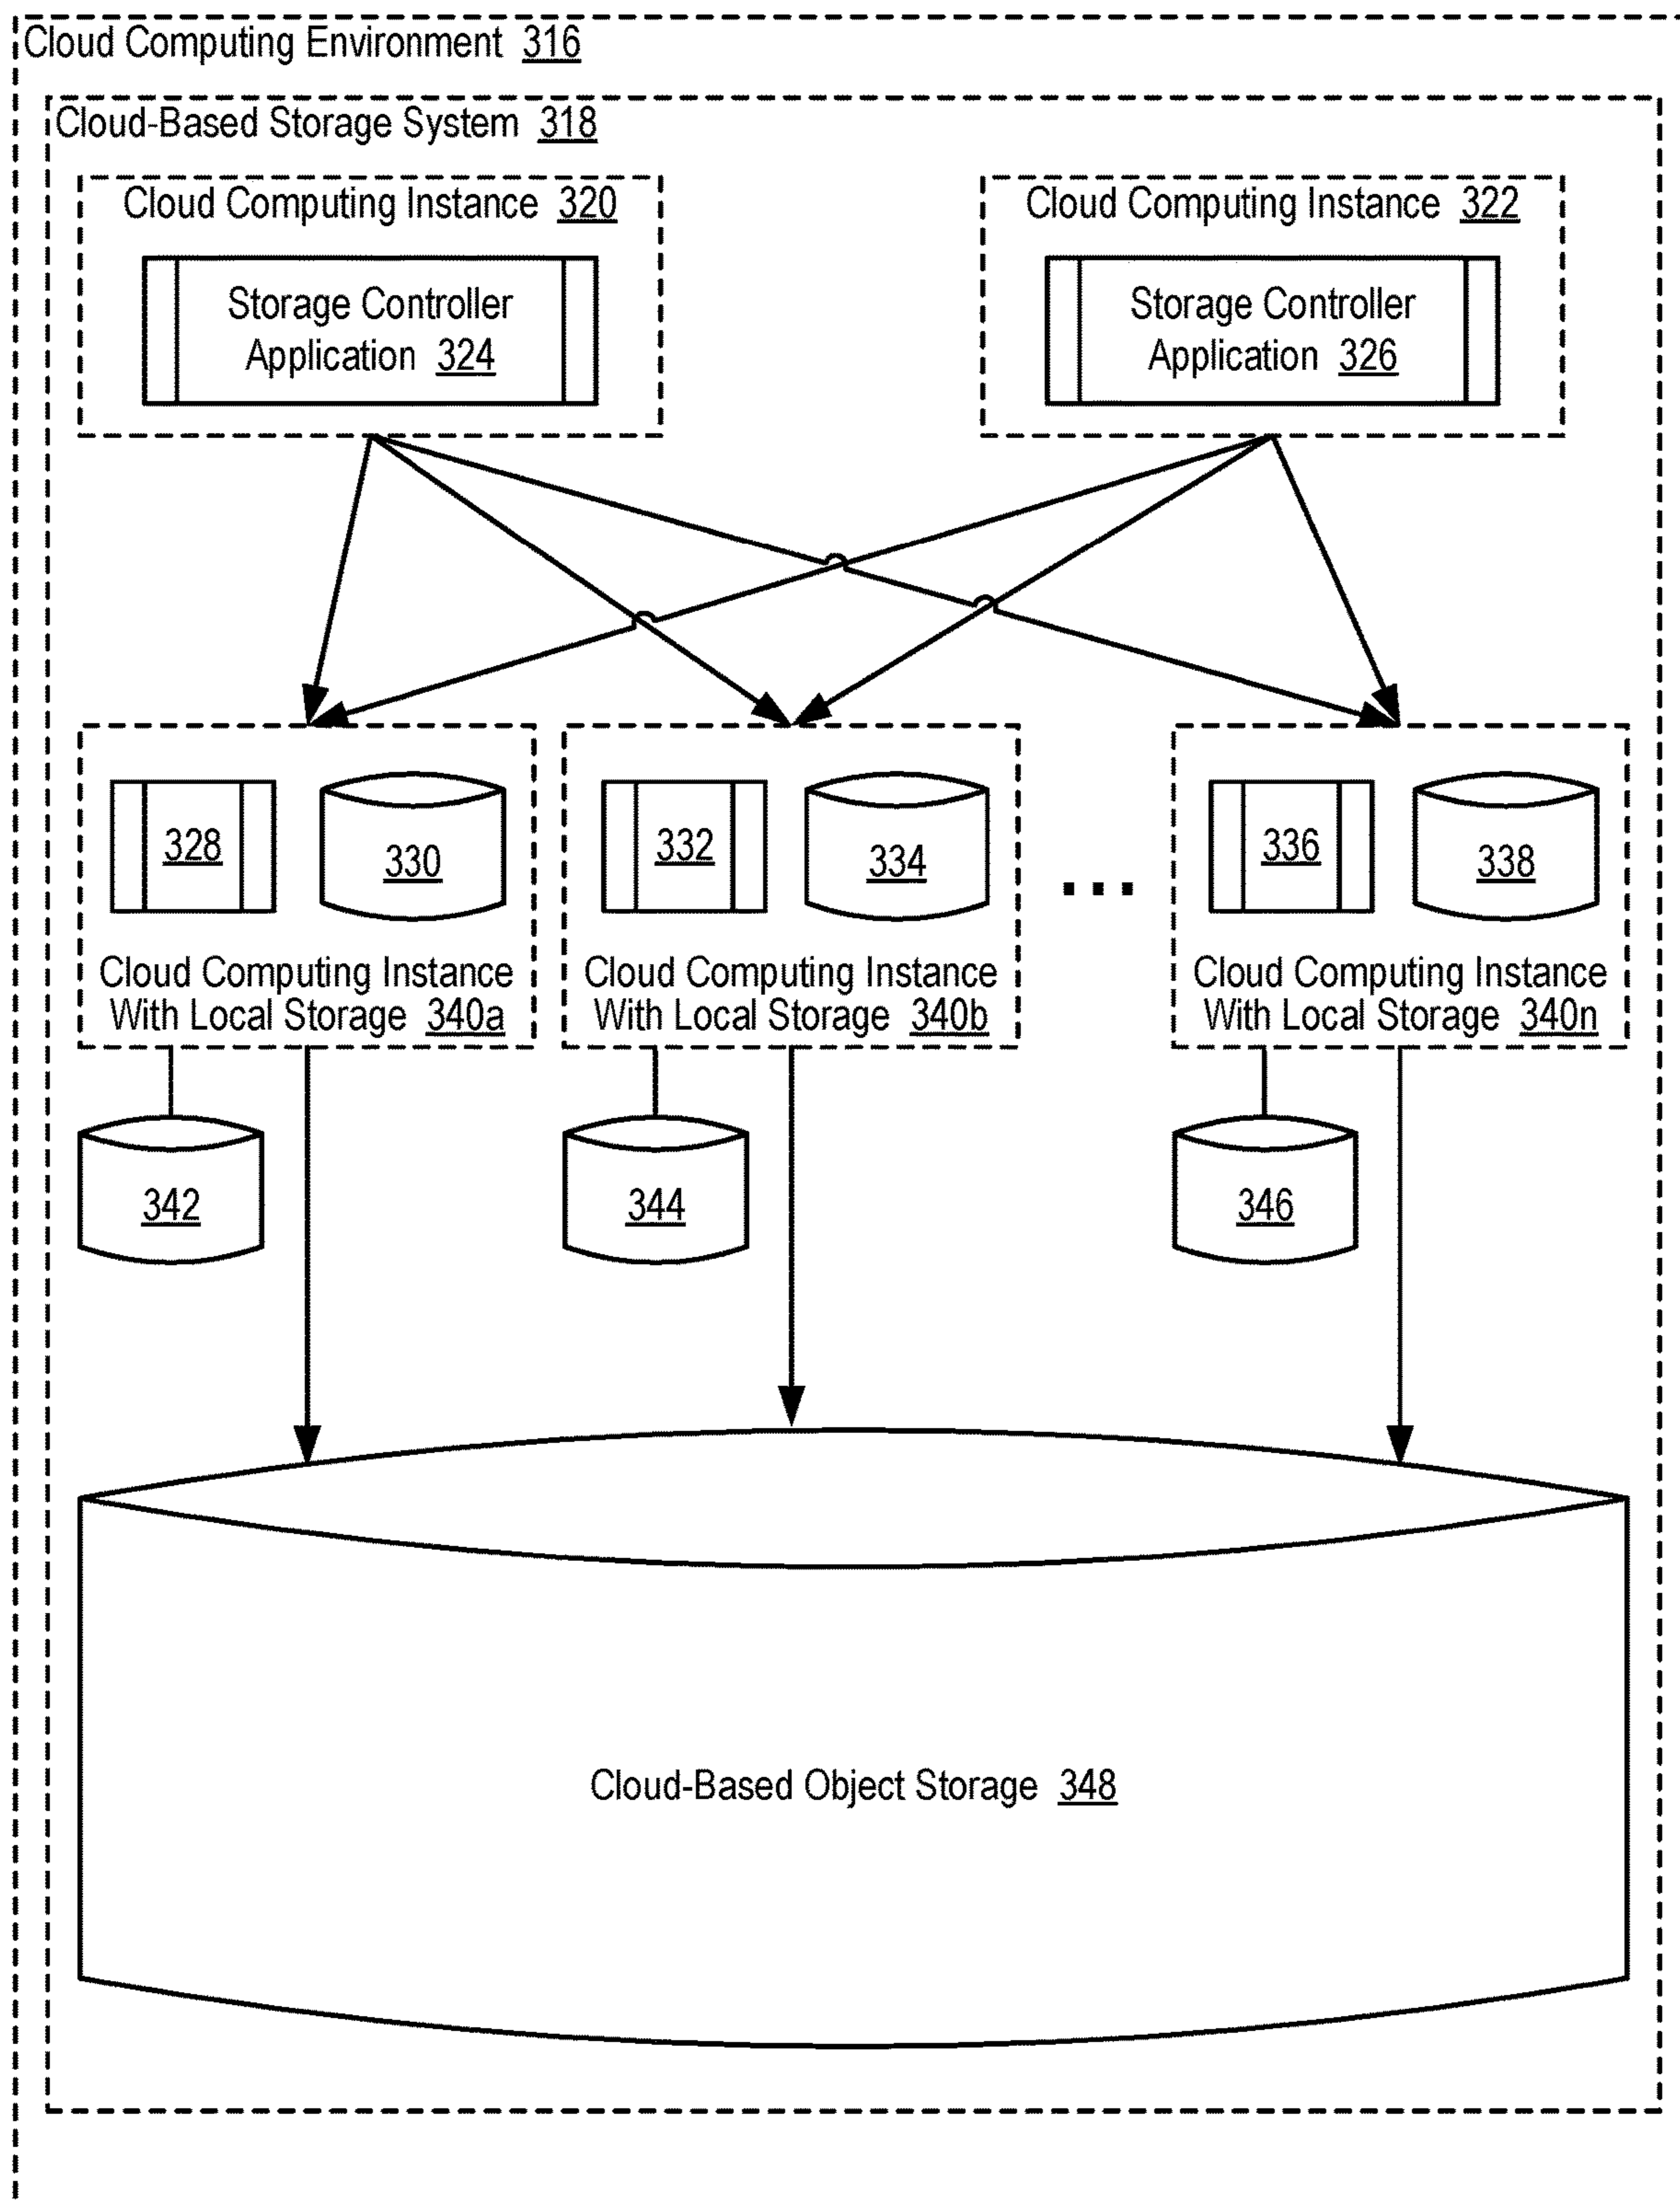 Cloud Computing Environment 316
Cloud-Based Storage System 318
Cloud Computing Instance 320
Storage Controller
Application 324
Cloud Computing Instance 322
Storage Controller
Application 326
328
330
Cloud Computing Instance
With Local Storage 340a
332
334
Cloud Computing Instance
With Local Storage 340b
...
336
338
Cloud Computing Instance
With Local Storage 340n
342
344
346
Cloud-Based Object Storage 348